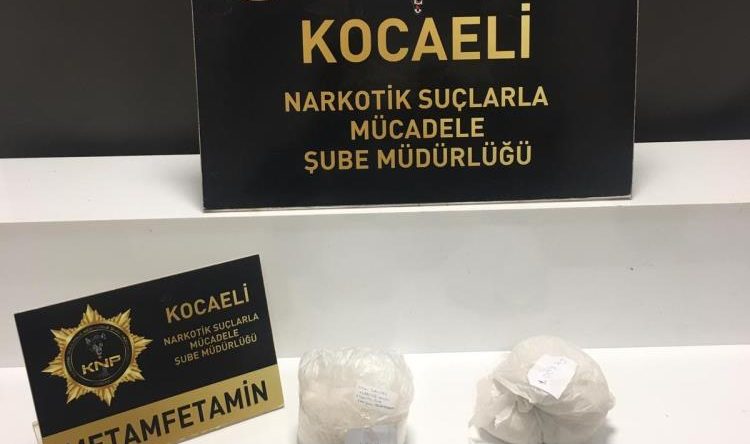 KOCAELİ
NARKOTİK SUÇLARLA
MÜCADELE
ŞUBE MÜDÜRLÜĞÜ
KOCAELİ
NARKOTİK SUÇLARLA
MÜCADELE
ŞUBE MÜDÜRLÜĞÜ
KNP
METAMFETAMİN